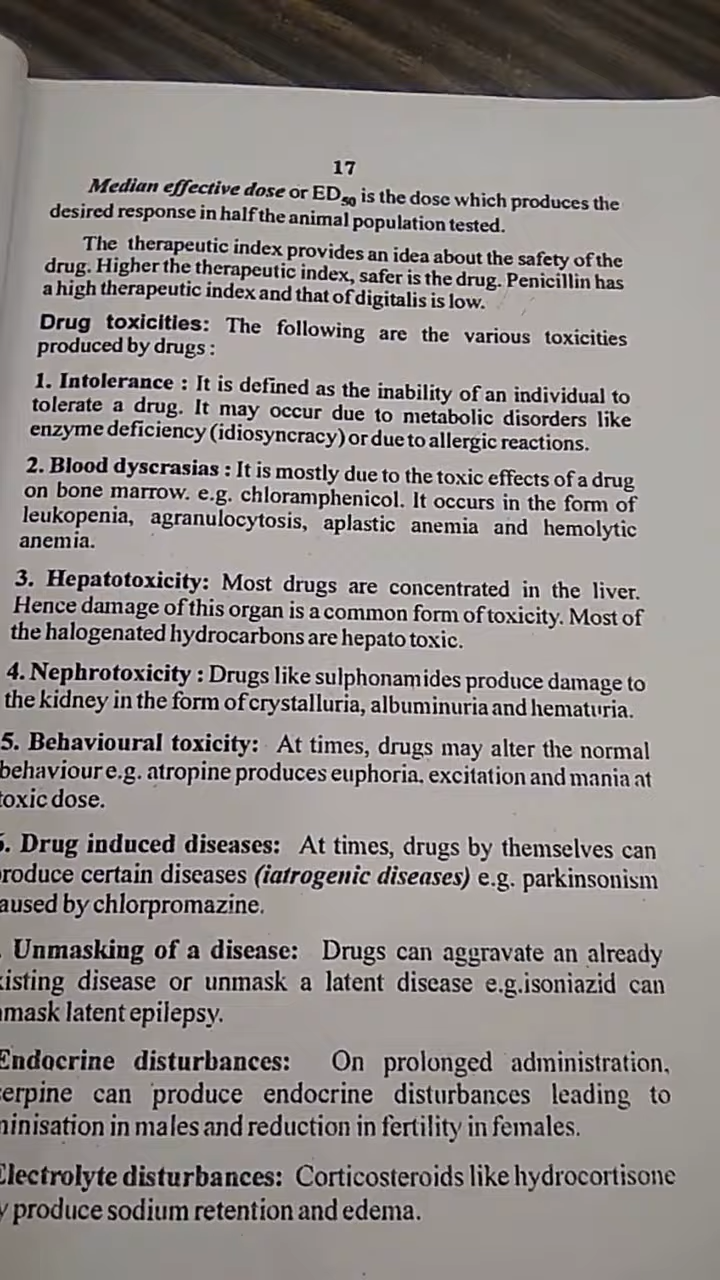 17
Median effective dose or ED50 is the dose which produces the
desired response in half the animal population tested.
The therapeutic index provides an idea about the safety of the
drug. Higher the therapeutic index, safer is the drug. Penicillin has
a high therapeutic index and that of digitalis is low.
Drug toxicities: The following are the various toxicities
produced by drugs :
1. Intolerance : It is defined as the inability of an individual to
tolerate a drug. It may occur due to metabolic disorders like
enzyme deficiency (idiosyncracy) or due to allergic reactions.
2. Blood dyscrasias : It is mostly due to the toxic effects of a drug
on bone marrow. e.g. chloramphenicol. It occurs in the form of
leukopenia, agranulocytosis, aplastic anemia and hemolytic
anemia.
3. Hepatotoxicity: Most drugs are concentrated in the liver.
Hence damage of this organ is a common form of toxicity. Most of
the halogenated hydrocarbons are hepato toxic.
4. Nephrotoxicity : Drugs like sulphonamides produce damage to
the kidney in the form of crystalluria, albuminuria and hematuria.
5. Behavioural toxicity: At times, drugs may alter the normal
behaviour e.g. atropine produces euphoria, excitation and mania at
toxic dose.
. Drug induced diseases: At times, drugs by themselves can
roduce certain diseases (iatrogenic diseases) e.g. parkinsonism
aused by chlorpromazine.
. Unmasking of a disease: Drugs can aggravate an already
isting disease or unmask a latent disease e.g.isoniazid can
mask latent epilepsy.
Endocrine disturbances: On prolonged administration,
erpine can produce endocrine disturbances leading to
ninisation in males and reduction in fertility in females.
Electrolyte disturbances: Corticosteroids like hydrocortisone
y produce sodium retention and edema.